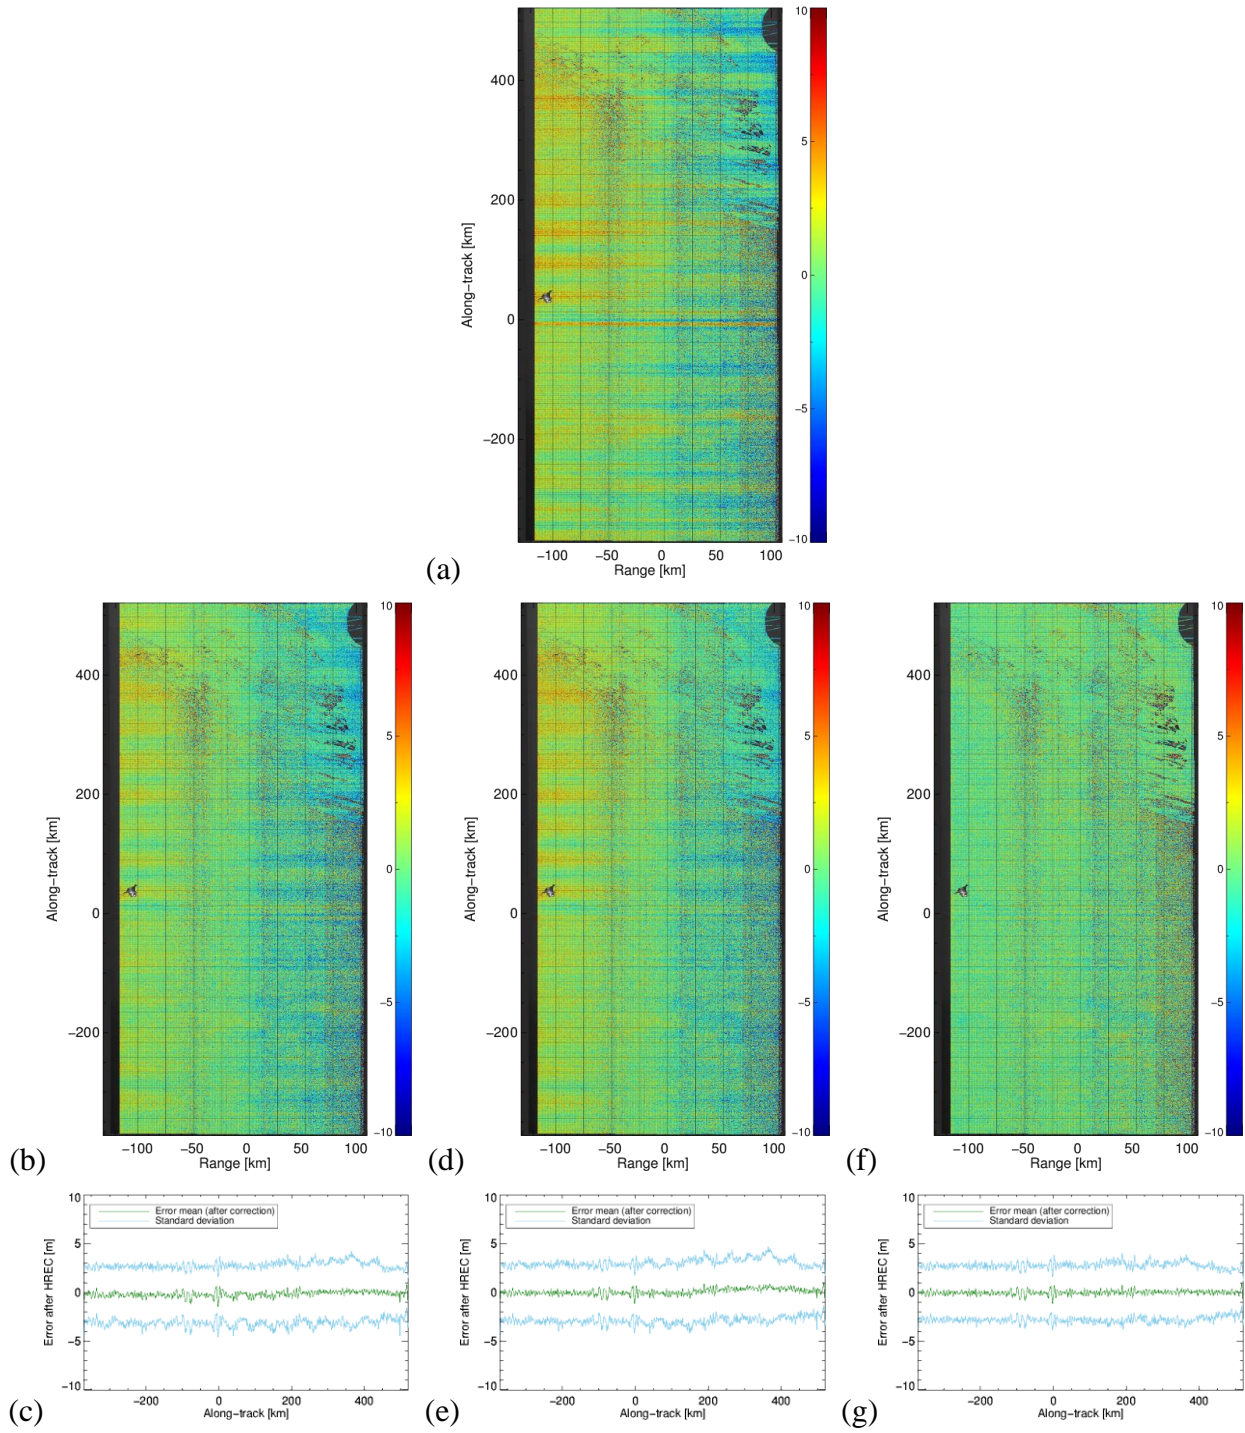 10
400
5
200
Along-track [km]
0
0
-5
-200
-10
-100 -50 0 50 100
Range [km]
(a)
10 10 10
400 400 400
5 5 5
200 200 200
Along-track [km] Along-track [km] Along-track [km]
0 0 0
0 0 0
-5 -5 -5
-200 -200 -200
-10 -10 -10
-100 -50 0 50 100 -100 -50 0 50 100 -100 -50 0 50 100
(b) Range [km] (d) Range [km] (f) Range [km]
10 10 10
Error mean (after correction) Error mean (after correction) Error mean (after correction)
Standard deviation Standard deviation Standard deviation
5 5 5
Error after HREC [m] Error after HREC [m] Error after HREC [m]
0 0 0
-5 -5 -5
-10 -10 -10
-200 0 200 400 -200 0 200 400 -200 0 200 400
(c) Along-track [km] (e) Along-track [km] (g) Along-track [km]